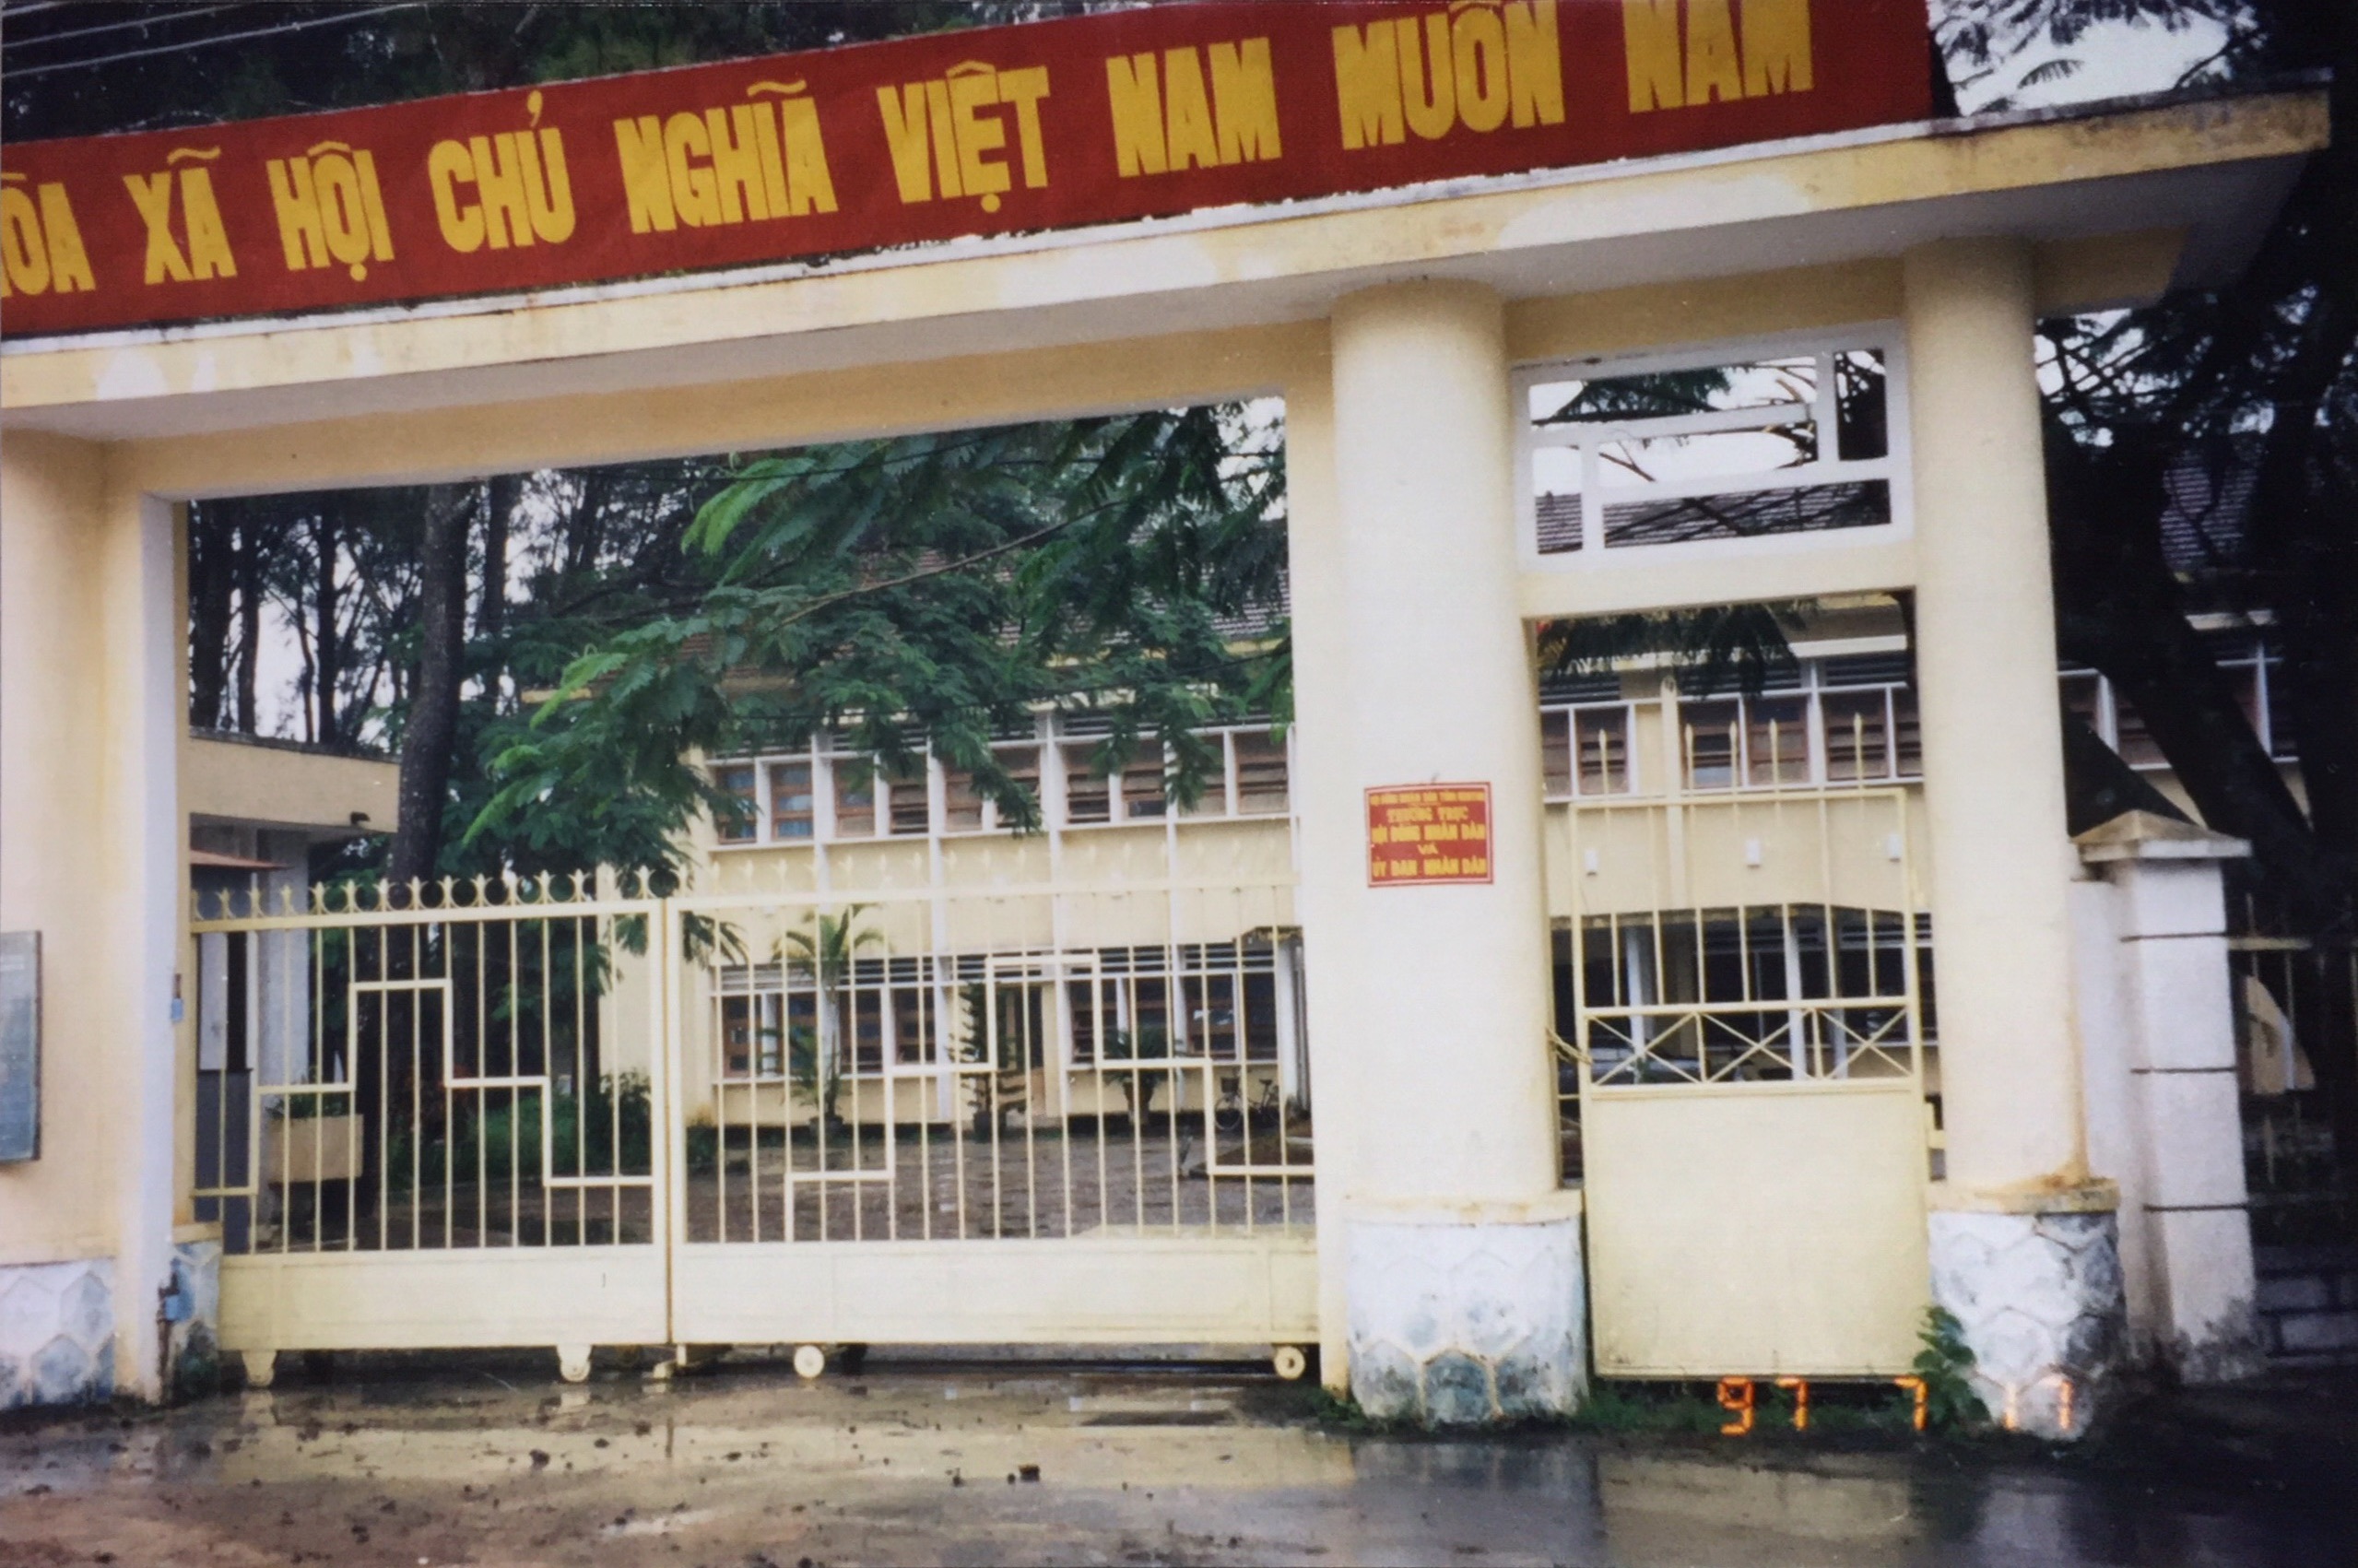 ÒA XÃ HỘI CHỦ NGHĨA VIỆT NAM MUÔN NĂM
THƯỜNG TRỰC
HỘI ĐỒNG NHÂN DÂN
VÀ
ỦY BAN NHÂN DÂN
97 7 17